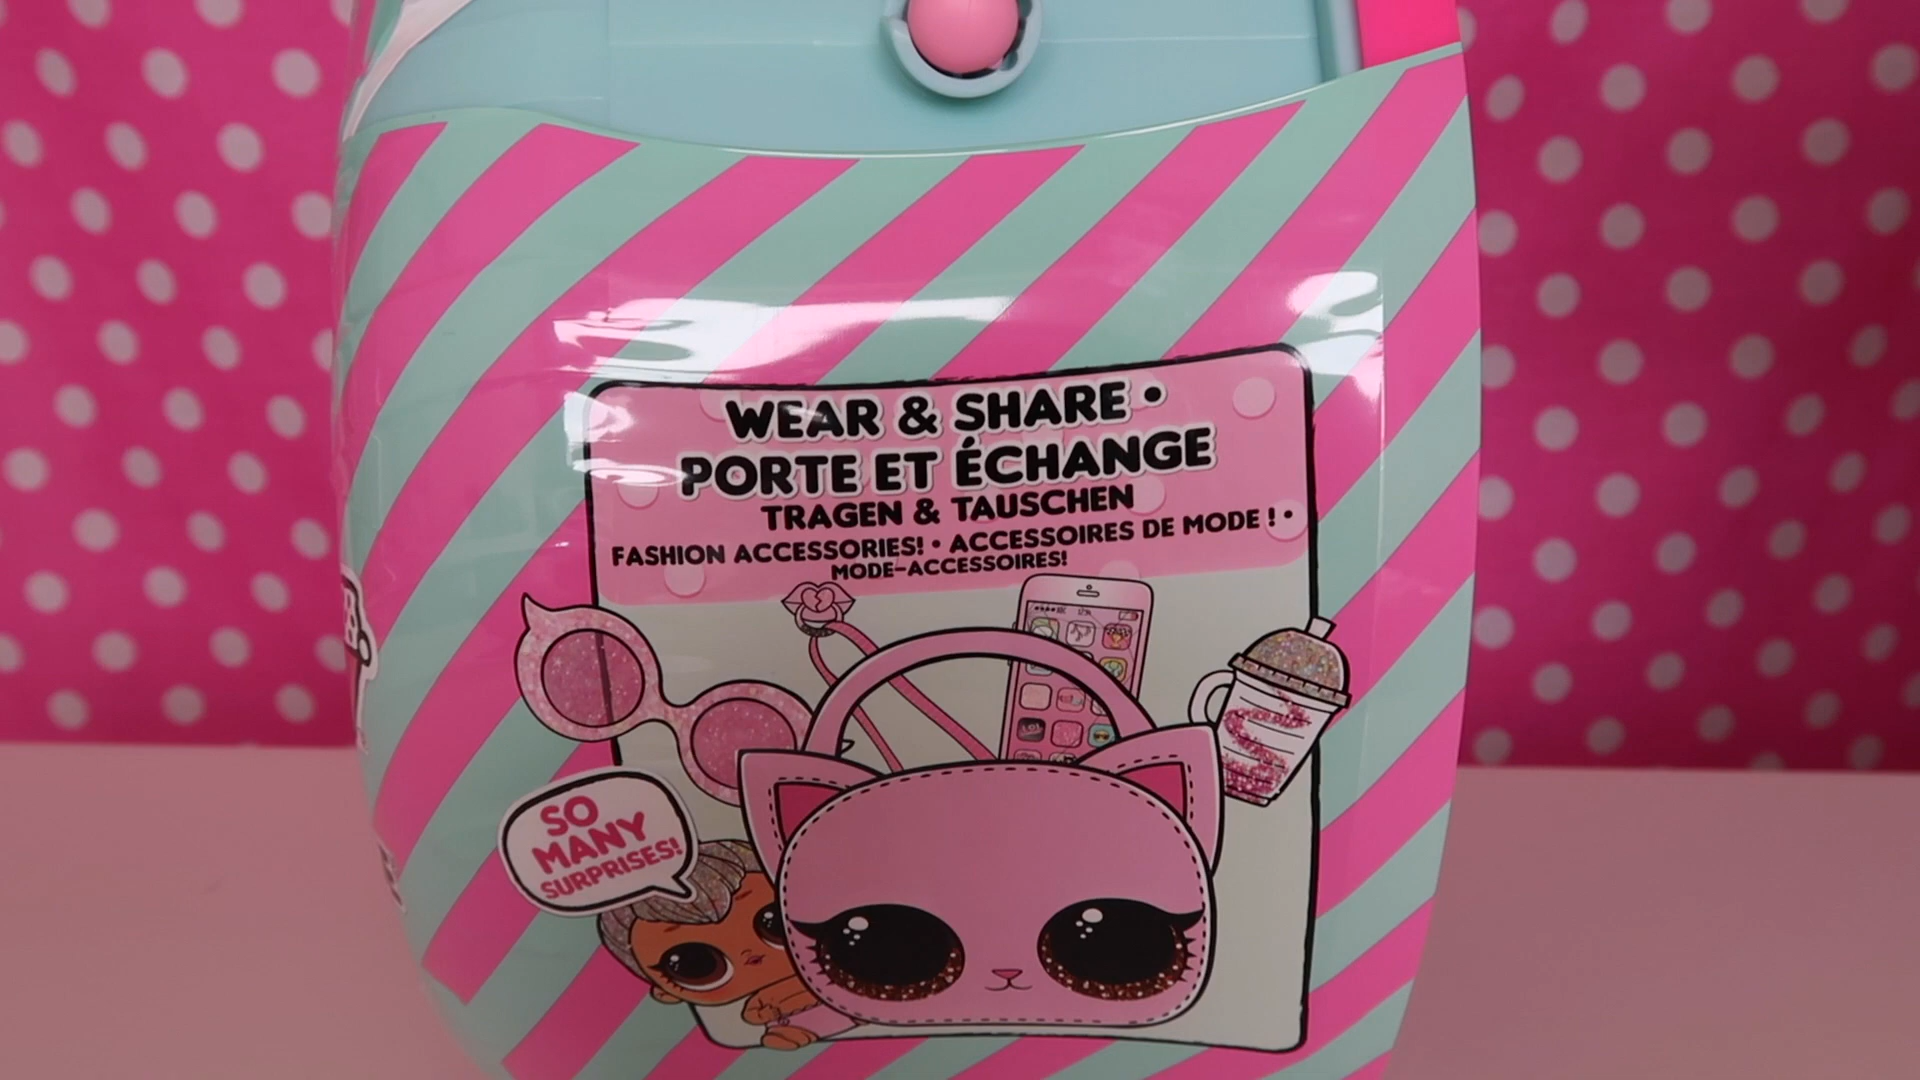 WEAR & SHARE •
PORTE ET ÉCHANGE
TRAGEN & TAUSCHEN
FASHION ACCESSORIES! • ACCESSOIRES DE MODE ! •
MODE-ACCESSOIRES!
SO
MANY
SURPRISES!